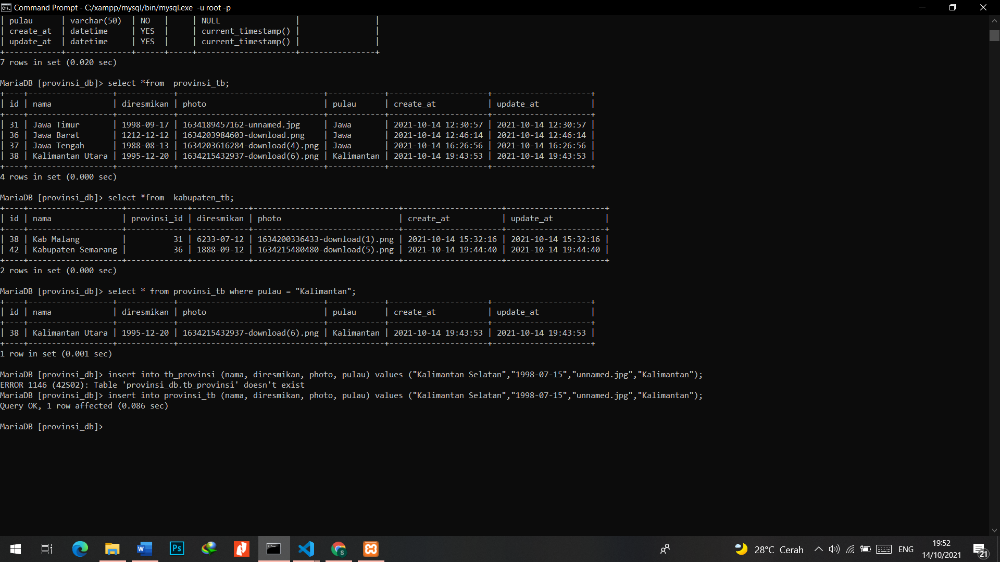 Command Prompt - C:/xampp/mysql/bin/mysql.exe  -u root -p
| pulau      | varchar(50)  | NO   |     | NULL                |                |
| create_at  | datetime     | YES  |     | current_timestamp() |                |
| update_at  | datetime     | YES  |     | current_timestamp() |                |
+------------+--------------+------+-----+---------------------+----------------+
7 rows in set (0.020 sec)
MariaDB [provinsi_db]> select *from  provinsi_tb;
+----+------------------+------------+-------------------------------+------------+---------------------+---------------------+
| id | nama             | diresmikan | photo                         | pulau      | create_at           | update_at           |
+----+------------------+------------+-------------------------------+------------+---------------------+---------------------+
| 31 | Jawa Timur       | 1998-09-17 | 1634189457162-unnamed.jpg     | Jawa       | 2021-10-14 12:30:57 | 2021-10-14 12:30:57 |
| 36 | Jawa Barat       | 1212-12-12 | 1634203984603-download.png    | Jawa       | 2021-10-14 12:46:14 | 2021-10-14 12:46:14 |
| 37 | Jawa Tengah      | 1988-08-13 | 1634203616284-download(4).png | Jawa       | 2021-10-14 16:26:56 | 2021-10-14 16:26:56 |
| 38 | Kalimantan Utara | 1995-12-20 | 1634215432937-download(6).png | Kalimantan | 2021-10-14 19:43:53 | 2021-10-14 19:43:53 |
+----+------------------+------------+-------------------------------+------------+---------------------+---------------------+
4 rows in set (0.000 sec)
MariaDB [provinsi_db]> select *from  kabupaten_tb;
+----+--------------------+-------------+------------+-------------------------------+---------------------+---------------------+
| id | nama               | provinsi_id | diresmikan | photo                         | create_at           | update_at           |
+----+--------------------+-------------+------------+-------------------------------+---------------------+---------------------+
| 38 | Kab Malang         |          31 | 6233-07-12 | 1634200336433-download(1).png | 2021-10-14 15:32:16 | 2021-10-14 15:32:16 |
| 42 | Kabupaten Semarang |          36 | 1888-09-12 | 1634215480480-download(5).png | 2021-10-14 19:44:40 | 2021-10-14 19:44:40 |
+----+--------------------+-------------+------------+-------------------------------+---------------------+---------------------+
2 rows in set (0.000 sec)
MariaDB [provinsi_db]> select * from provinsi_tb where pulau = "Kalimantan";
+----+------------------+------------+-------------------------------+------------+---------------------+---------------------+
| id | nama             | diresmikan | photo                         | pulau      | create_at           | update_at           |
+----+------------------+------------+-------------------------------+------------+---------------------+---------------------+
| 38 | Kalimantan Utara | 1995-12-20 | 1634215432937-download(6).png | Kalimantan | 2021-10-14 19:43:53 | 2021-10-14 19:43:53 |
+----+------------------+------------+-------------------------------+------------+---------------------+---------------------+
1 row in set (0.001 sec)
MariaDB [provinsi_db]> insert into tb_provinsi (nama, diresmikan, photo, pulau) values ("Kalimantan Selatan","1998-07-15","unnamed.jpg","Kalimantan");
ERROR 1146 (42S02): Table 'provinsi_db.tb_provinsi' doesn't exist
MariaDB [provinsi_db]> insert into provinsi_tb (nama, diresmikan, photo, pulau) values ("Kalimantan Selatan","1998-07-15","unnamed.jpg","Kalimantan");
Query OK, 1 row affected (0.086 sec)
MariaDB [provinsi_db]>
28°C  Cerah
ENG
19:52
14/10/2021
21